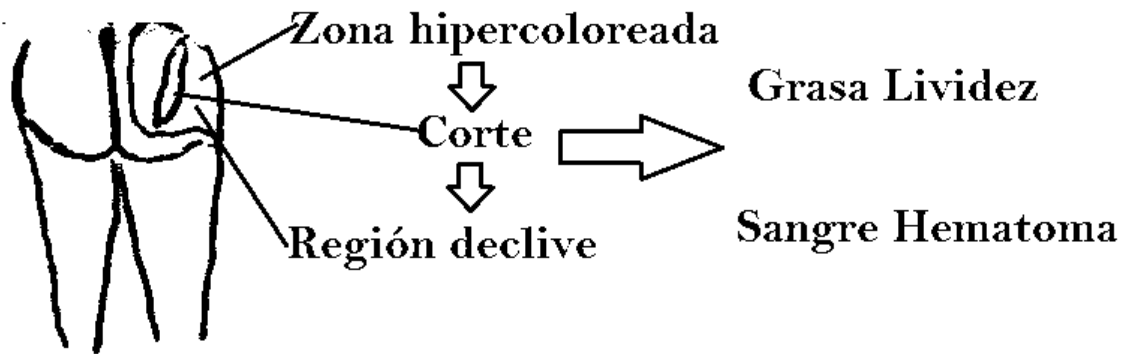 Zona hipercoloreada
Grasa Lividez
Corte
Sangre Hematoma
Región declive